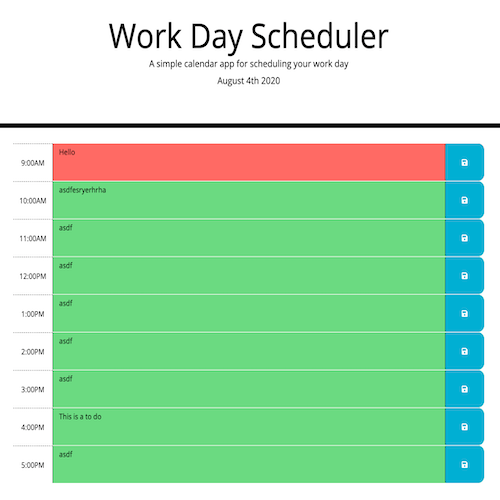 Work Day Scheduler
A simple calendar app for scheduling your work day
August 4th 2020
9:00AM Hello
10:00AM asdfesryerhrha
11:00AM asdf
12:00PM asdf
1:00PM asdf
2:00PM asdf
3:00PM asdf
4:00PM This is a to do
5:00PM asdf